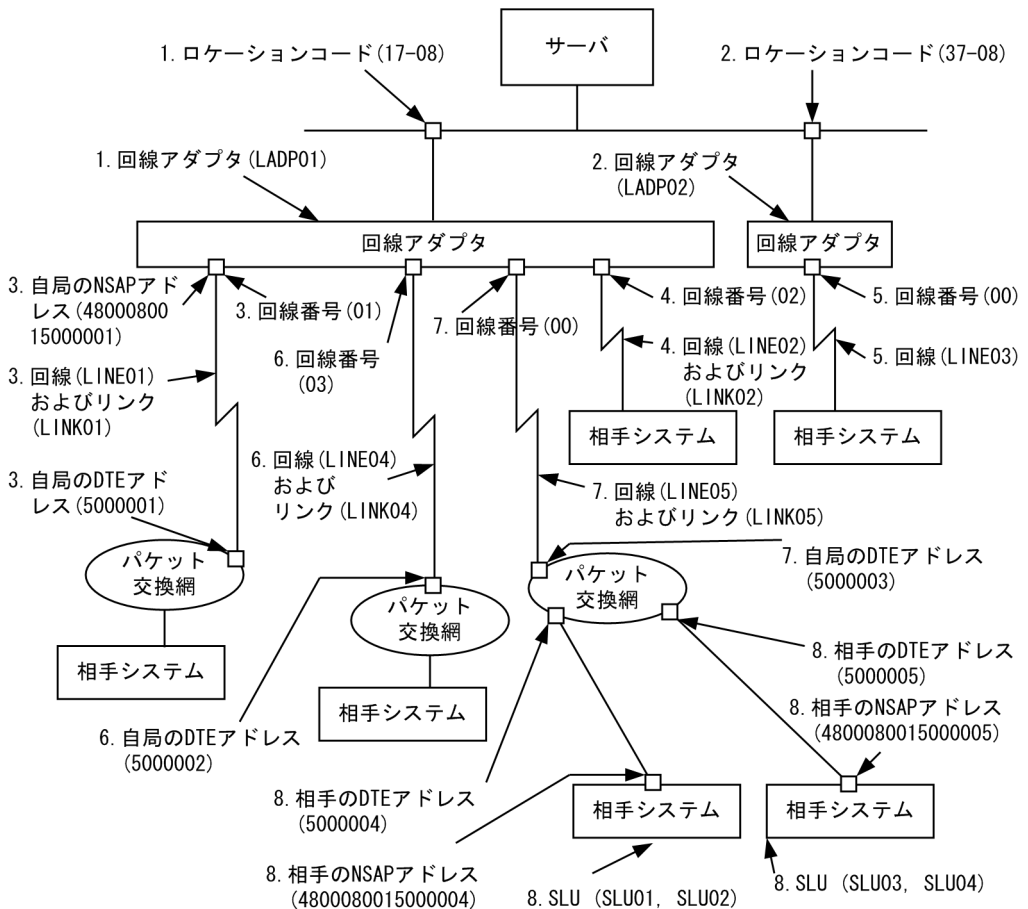 サーバ
1. ロケーションコード(17-08)
2. ロケーションコード(37-08)
1. 回線アダプタ(LADP01)
2. 回線アダプタ
(LADP02)
回線アダプタ
回線アダプタ
3. 自局のNSAPアド
レス(48000800
15000001)
3. 回線番号(01)
6. 回線番号
(03)
7. 回線番号(00)
4. 回線番号(02)
5. 回線番号(00)
3. 回線(LINE01)
およびリンク
(LINK01)
4. 回線(LINE02)
およびリンク
(LINK02)
5. 回線(LINE03)
相手システム
相手システム
3. 自局のDTEアド
レス(5000001)
6. 回線(LINE04)
および
リンク(LINK04)
7. 回線(LINE05)
およびリンク(LINK05)
パケット
交換網
パケット
交換網
パケット
交換網
7. 自局のDTEアドレス
(5000003)
相手システム
相手システム
8. 相手のDTEアドレス
(5000005)
8. 相手のNSAPアドレス
(4800080015000005)
6. 自局のDTEアドレス
(5000002)
8. 相手のDTEアドレス
(5000004)
相手システム
相手システム
8. 相手のNSAPアドレス
(4800080015000004)
8. SLU (SLU01, SLU02)
8. SLU (SLU03, SLU04)